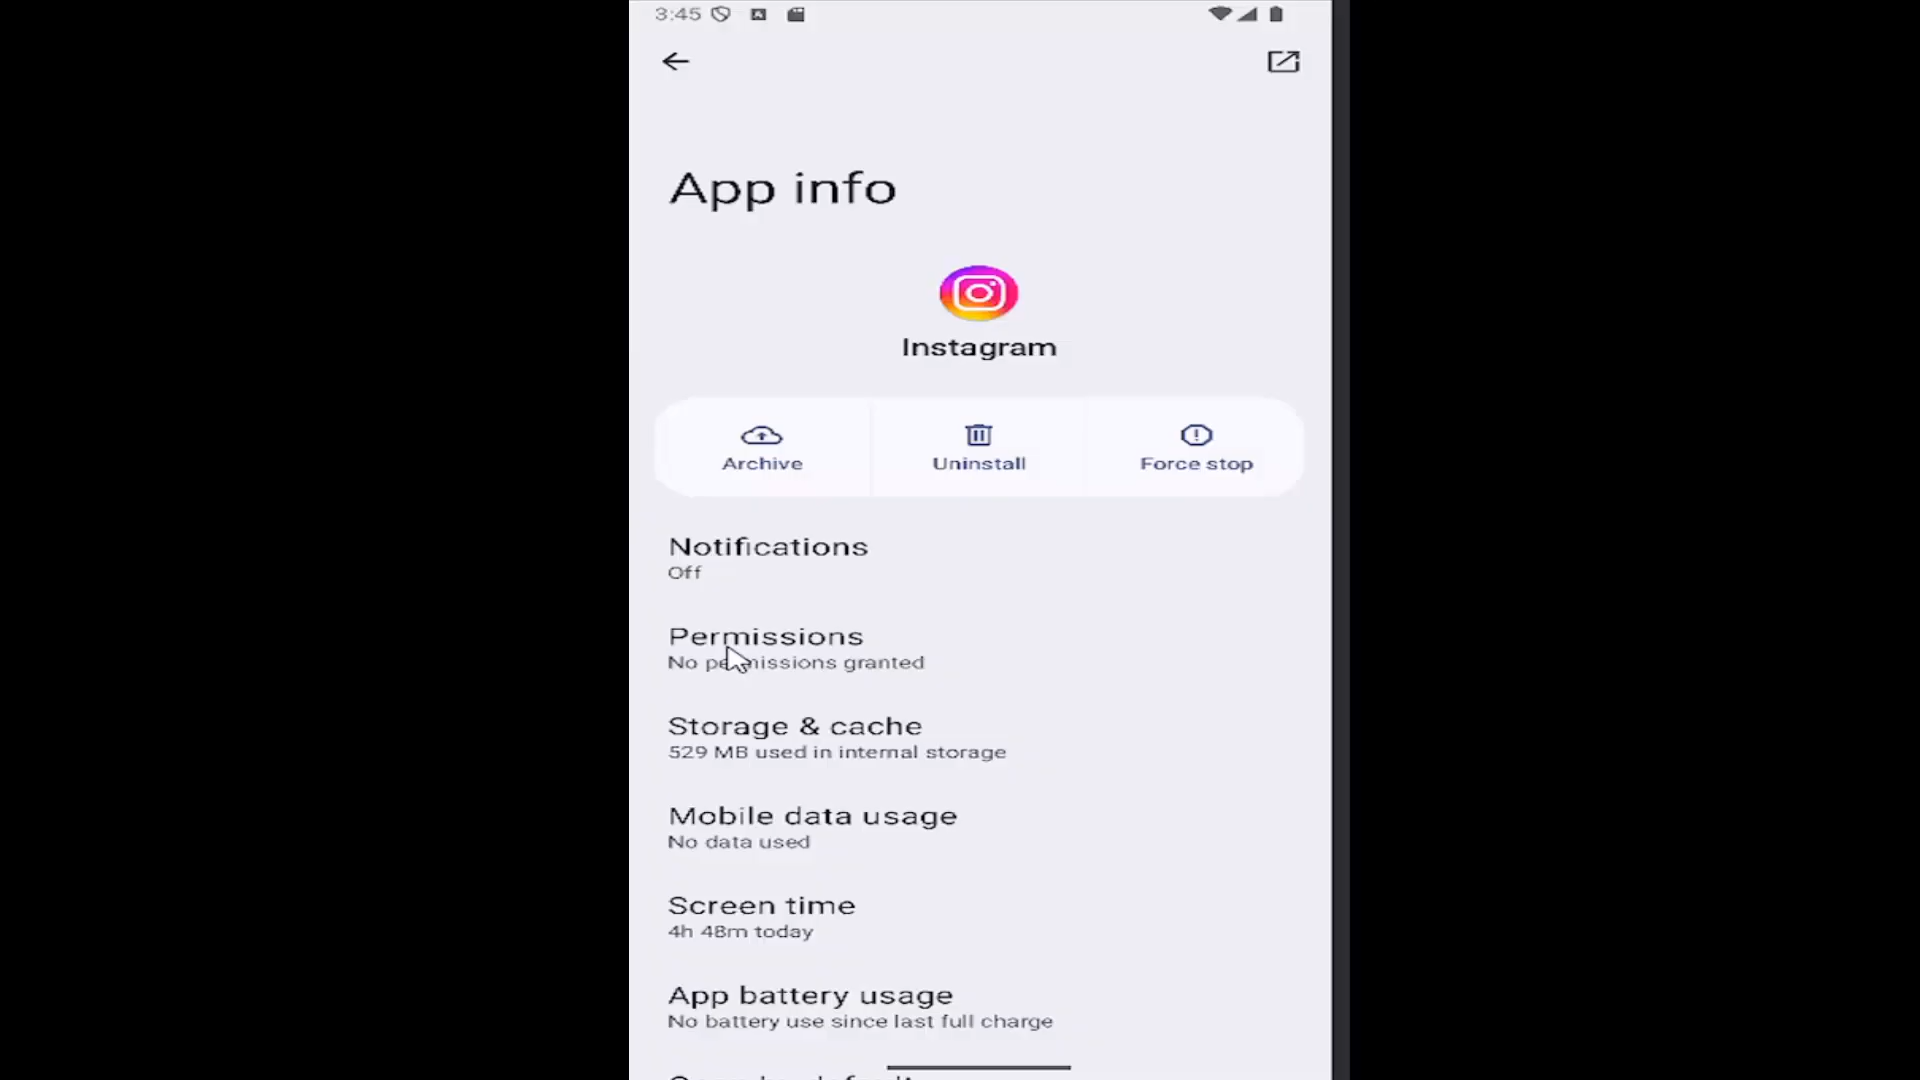 3:45
App info
Instagram
Archive
Uninstall
Force stop
Notifications
Off
Permissions
No permissions granted
Storage & cache
529 MB used in internal storage
Mobile data usage
No data used
Screen time
4h 48m today
App battery usage
No battery use since last full charge